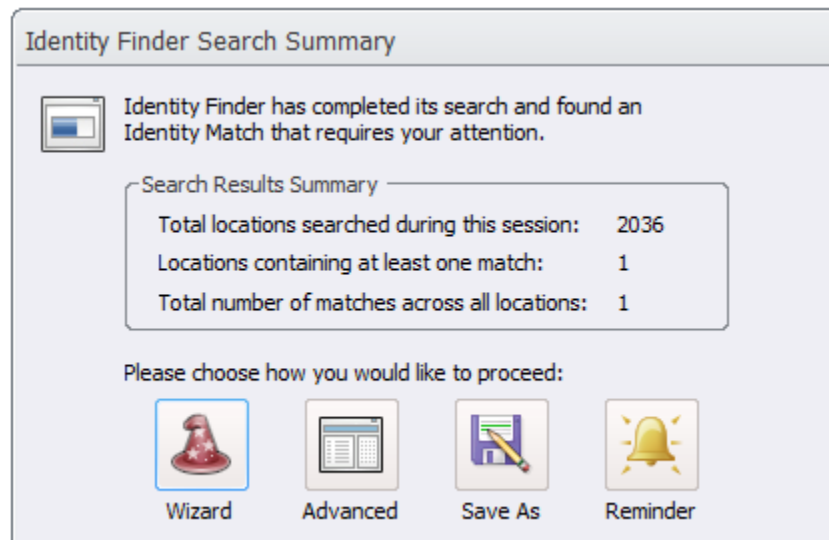 Identity Finder Search Summary
Identity Finder has completed its search and found an
Identity Match that requires your attention.
Search Results Summary
Total locations searched during this session: 2036
Locations containing at least one match: 1
Total number of matches across all locations: 1
Please choose how you would like to proceed:
Wizard Advanced Save As Reminder